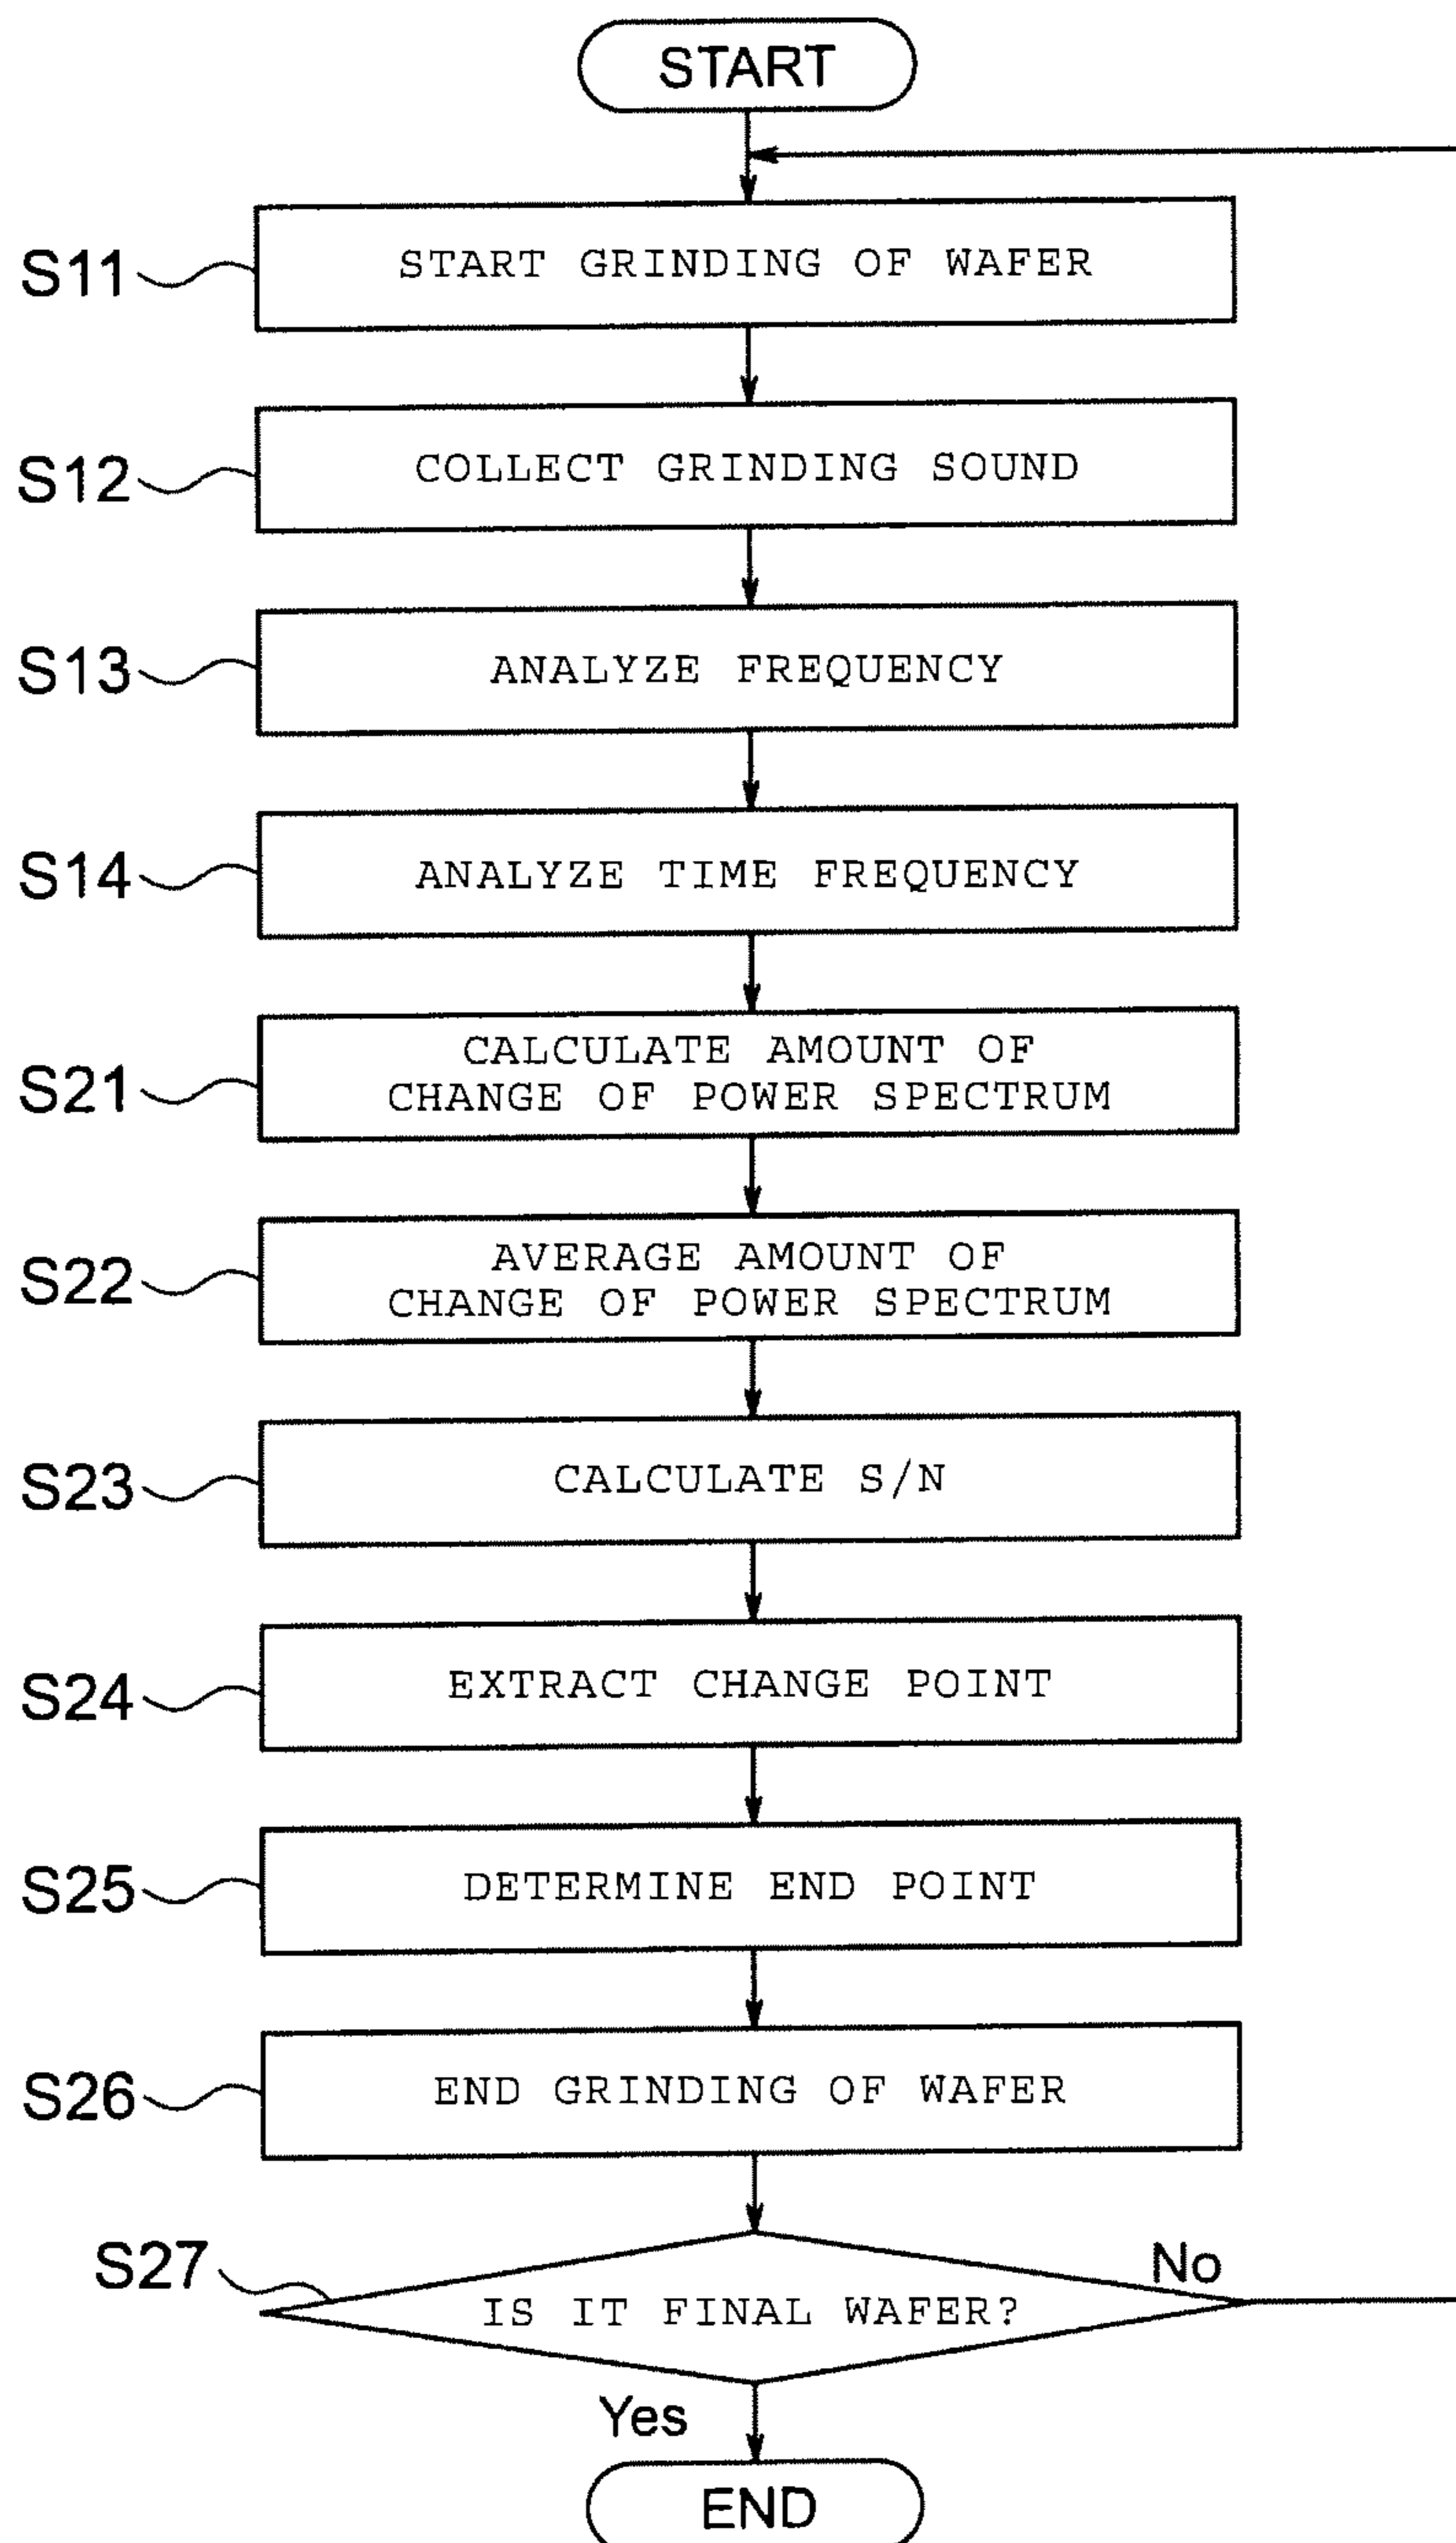 START
S11
START GRINDING OF WAFER
S12
COLLECT GRINDING SOUND
S13
ANALYZE FREQUENCY
S14
ANALYZE TIME FREQUENCY
S21
CALCULATE AMOUNT OF
CHANGE OF POWER SPECTRUM
S22
AVERAGE AMOUNT OF
CHANGE OF POWER SPECTRUM
S23
CALCULATE S/N
S24
EXTRACT CHANGE POINT
S25
DETERMINE END POINT
S26
END GRINDING OF WAFER
S27
IS IT FINAL WAFER?
No
Yes
END